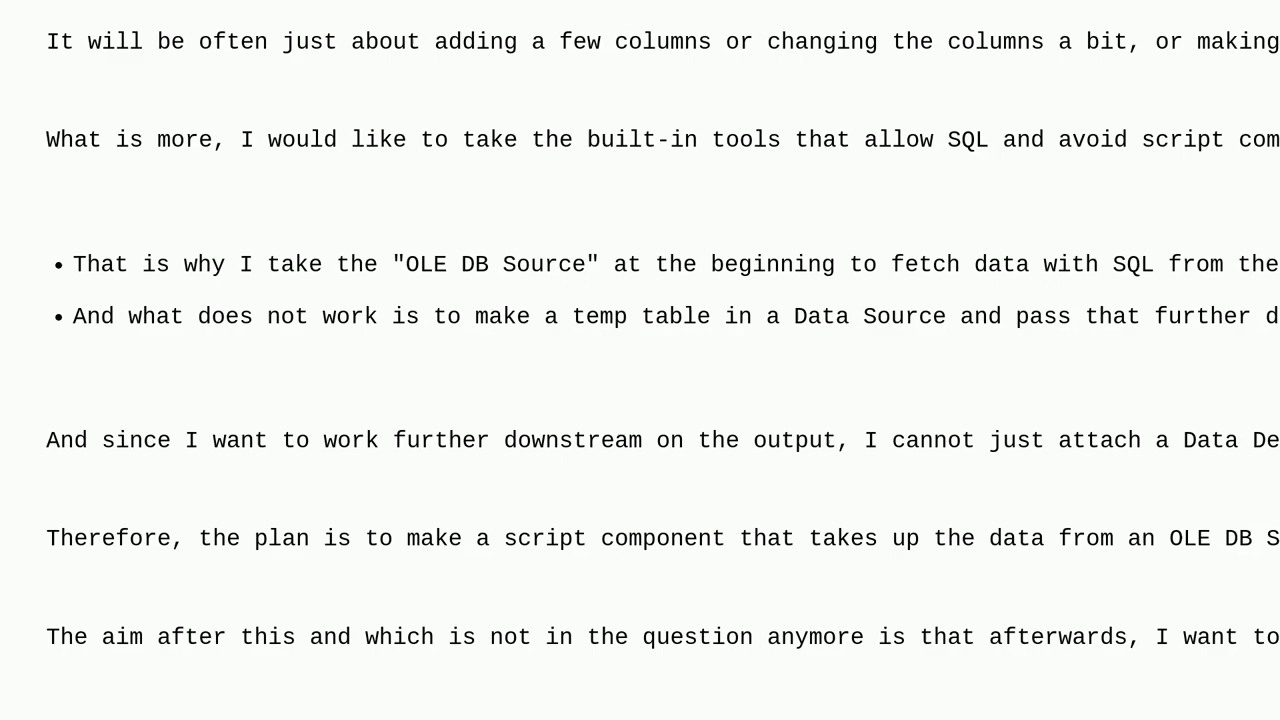 It will be often just about adding a few columns or changing the columns a bit, or making
What is more, I would like to take the built-in tools that allow SQL and avoid script com
• That is why I take the "OLE DB Source" at the beginning to fetch data with SQL from the
• And what does not work is to make a temp table in a Data Source and pass that further d
And since I want to work further downstream on the output, I cannot just attach a Data De
Therefore, the plan is to make a script component that takes up the data from an OLE DB S
The aim after this and which is not in the question anymore is that afterwards, I want to